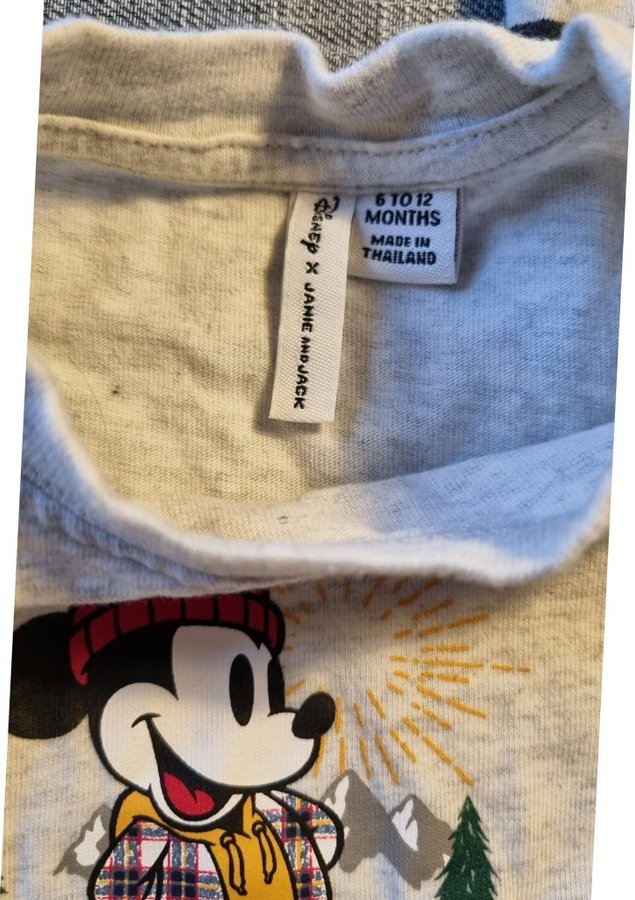 Disney X JANIE AND JACK
6 TO 12
MONTHS
MADE IN
THAILAND